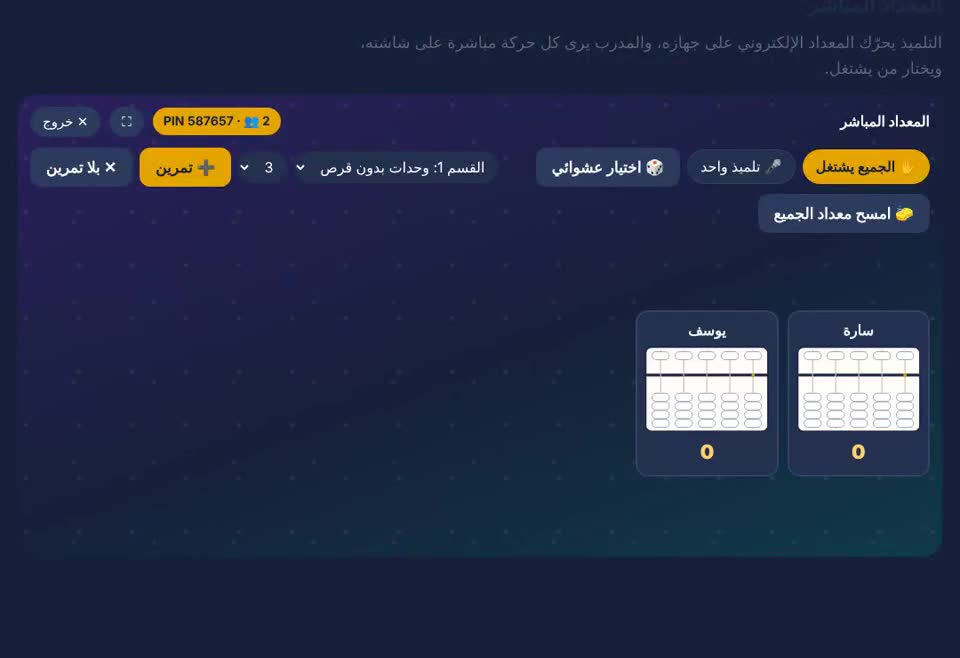 المعداد المباشر
التلميذ يحرّك المعداد الإلكتروني على جهازه، والمدرب يرى كل حركة مباشرة على شاشته،
ويختار من يشتغل.
المعداد المباشر
PIN 587657 · 👥 2
✕ خروج
✋ الجميع يشتغل
🎤 تلميذ واحد
🎲 اختيار عشوائي
القسم 1: وحدات بدون قرص
3
➕ تمرين
✕ بلا تمرين
🧽 امسح معداد الجميع
سارة
0
يوسف
0